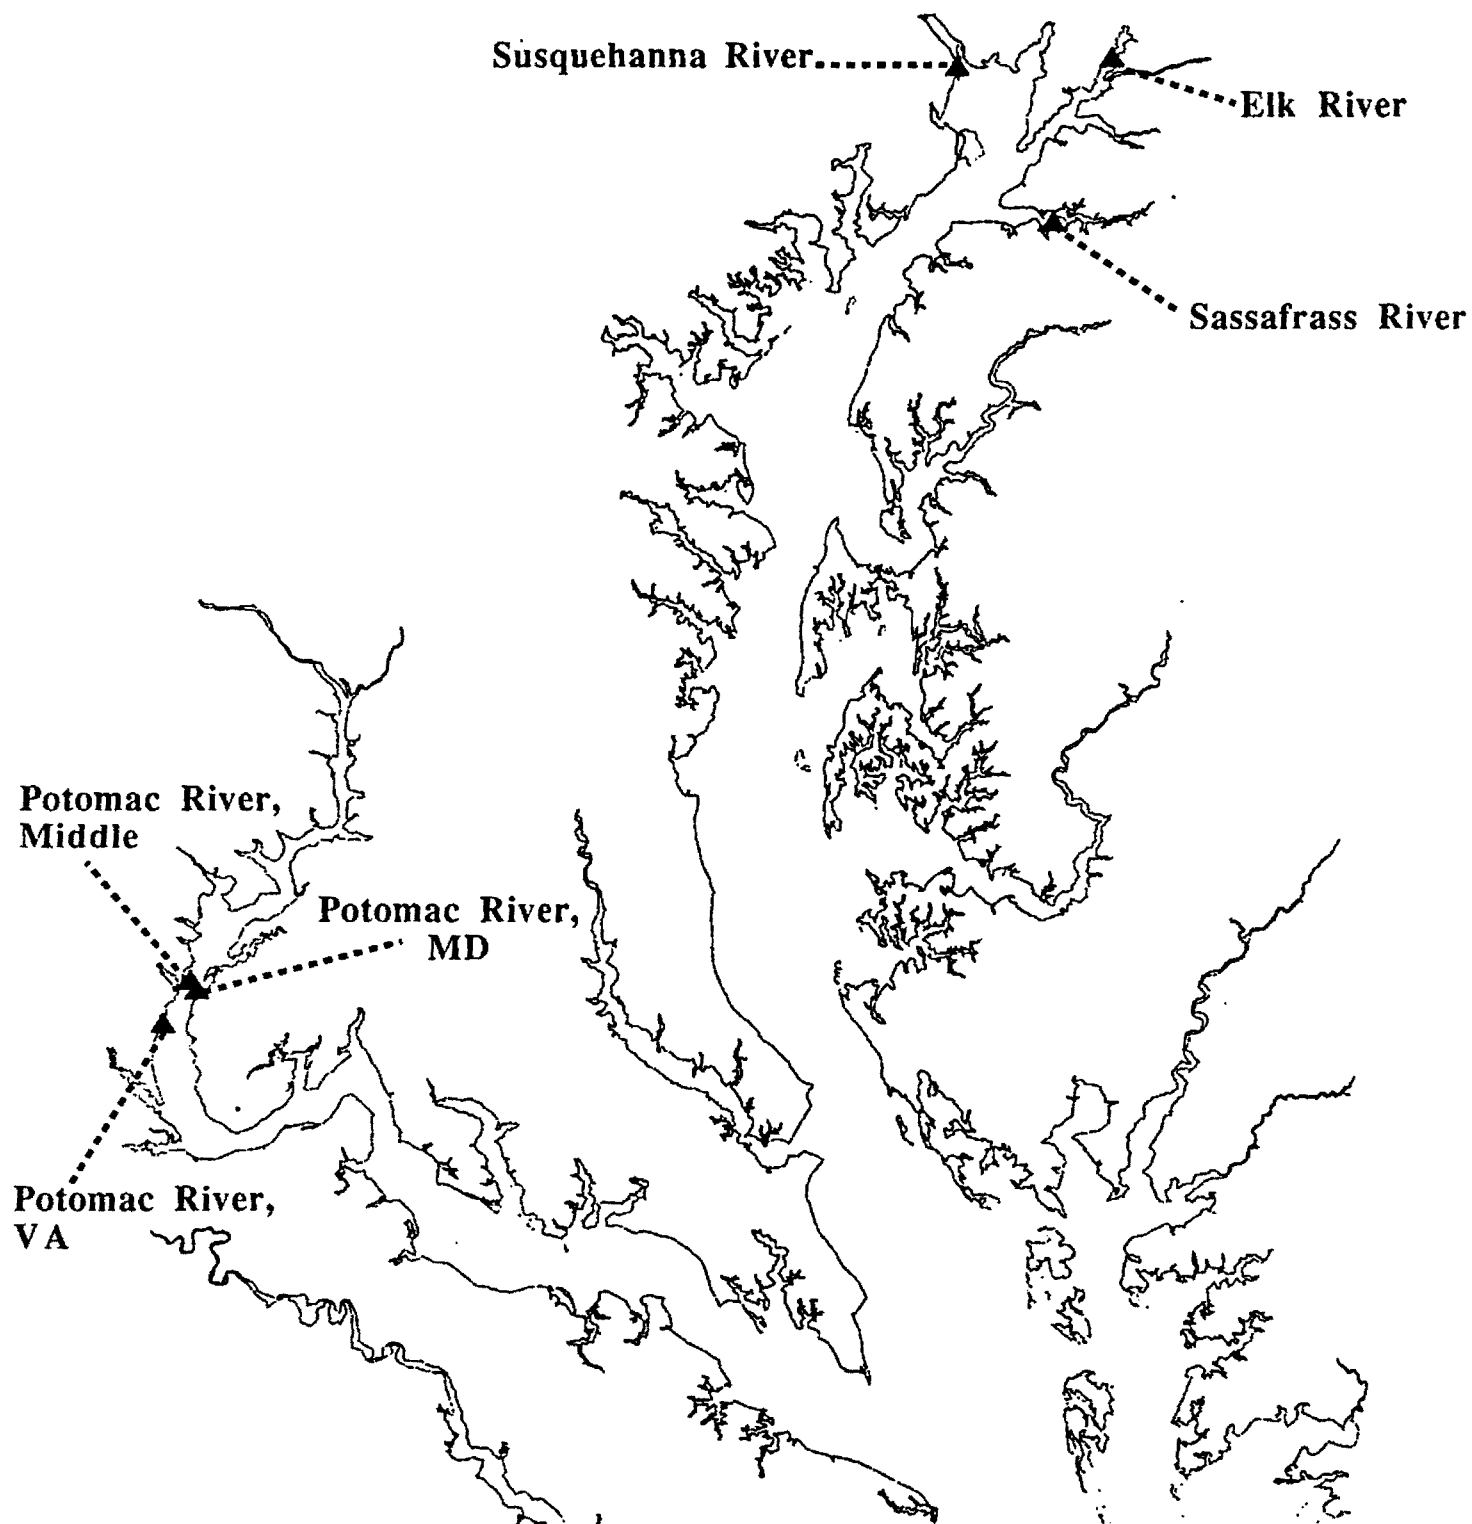 Susquehanna River
Elk River
Sassafrass River
Potomac River,
Middle
Potomac River,
MD
Potomac River,
VA